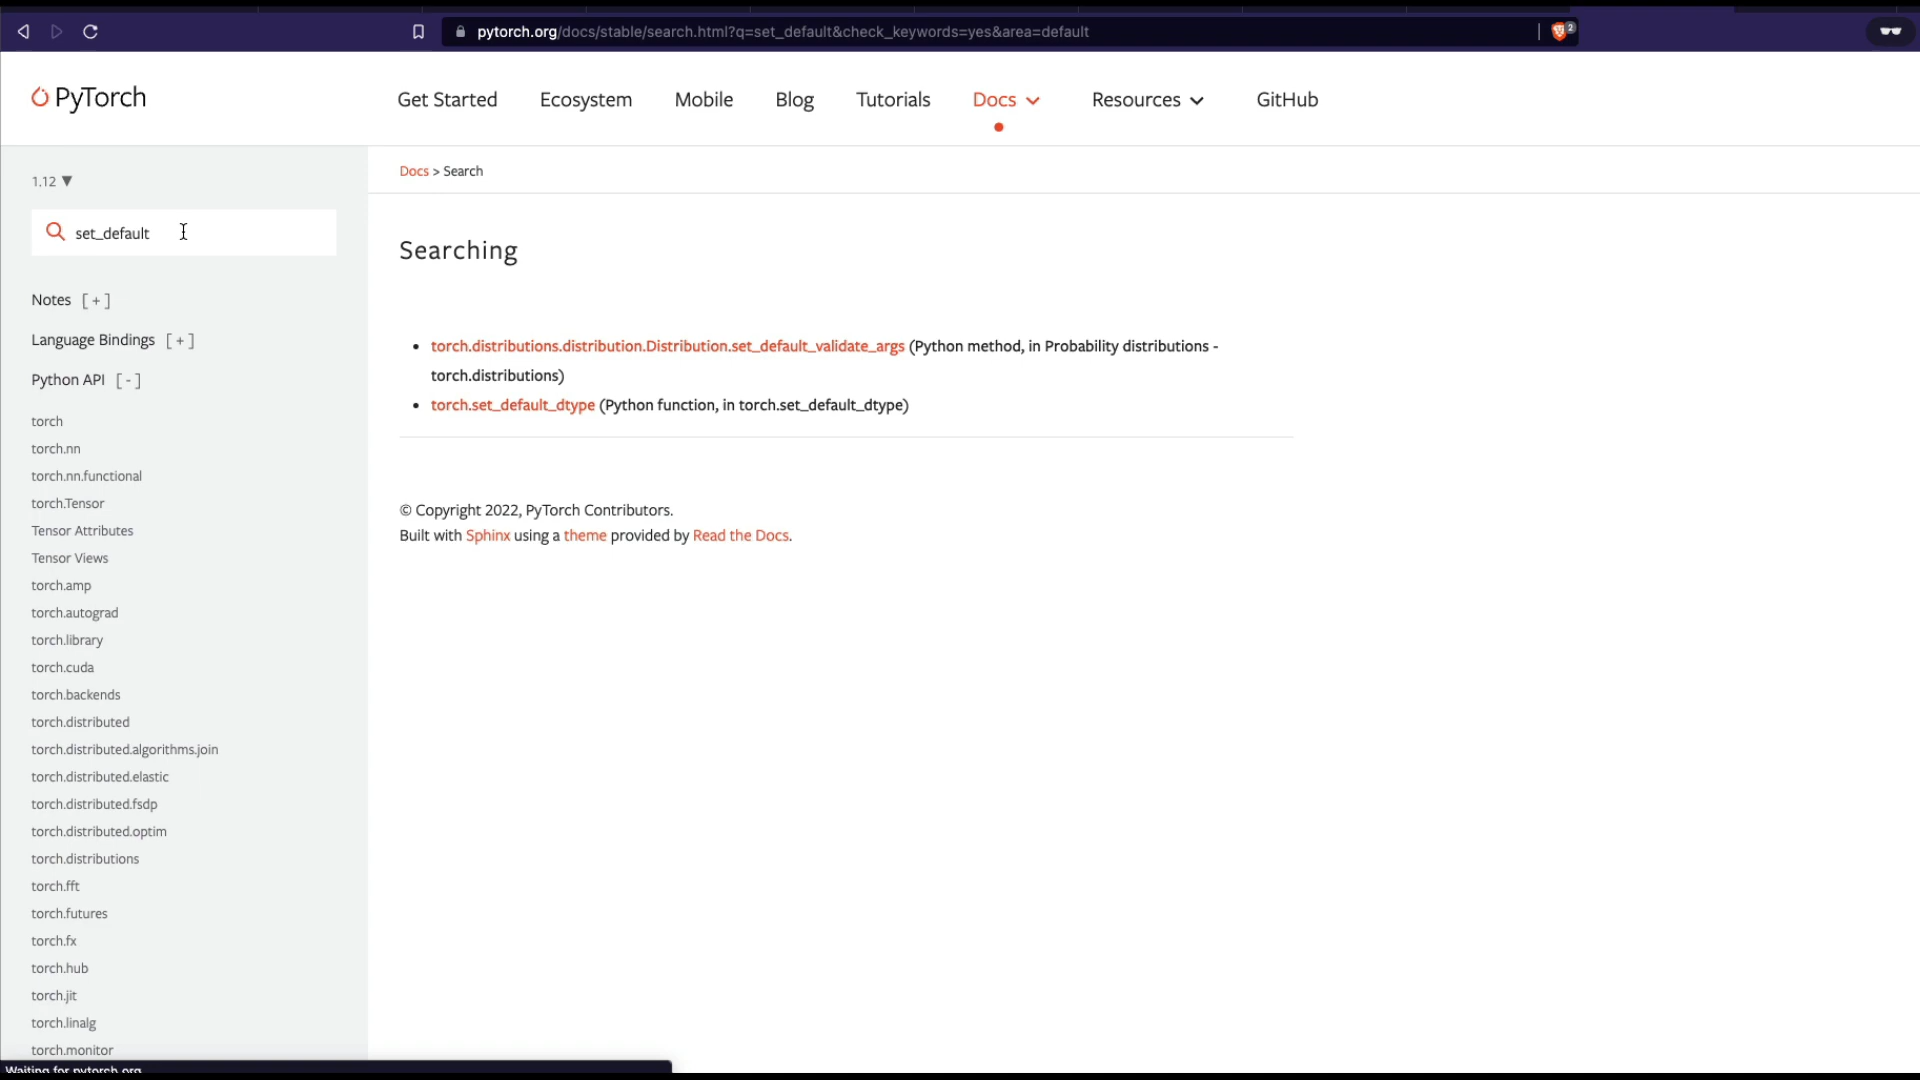 pytorch.org/docs/stable/search.html?q=set_default&check_keywords=yes&area=default
2
PyTorch
Get Started
Ecosystem
Mobile
Blog
Tutorials
Docs
Resources
GitHub
1.12 ▼
Docs > Search
set_default
Searching
Notes [ + ]
Language Bindings [ + ]
Python API [ - ]
torch
torch.nn
torch.nn.functional
torch.Tensor
Tensor Attributes
Tensor Views
torch.amp
torch.autograd
torch.library
torch.cuda
torch.backends
torch.distributed
torch.distributed.algorithms.join
torch.distributed.elastic
torch.distributed.fsdp
torch.distributed.optim
torch.distributions
torch.fft
torch.futures
torch.fx
torch.hub
torch.jit
torch.linalg
torch.monitor
• torch.distributions.distribution.Distribution.set_default_validate_args (Python method, in Probability distributions -
torch.distributions)
• torch.set_default_dtype (Python function, in torch.set_default_dtype)
© Copyright 2022, PyTorch Contributors.
Built with Sphinx using a theme provided by Read the Docs.
Waiting for pytorch.org